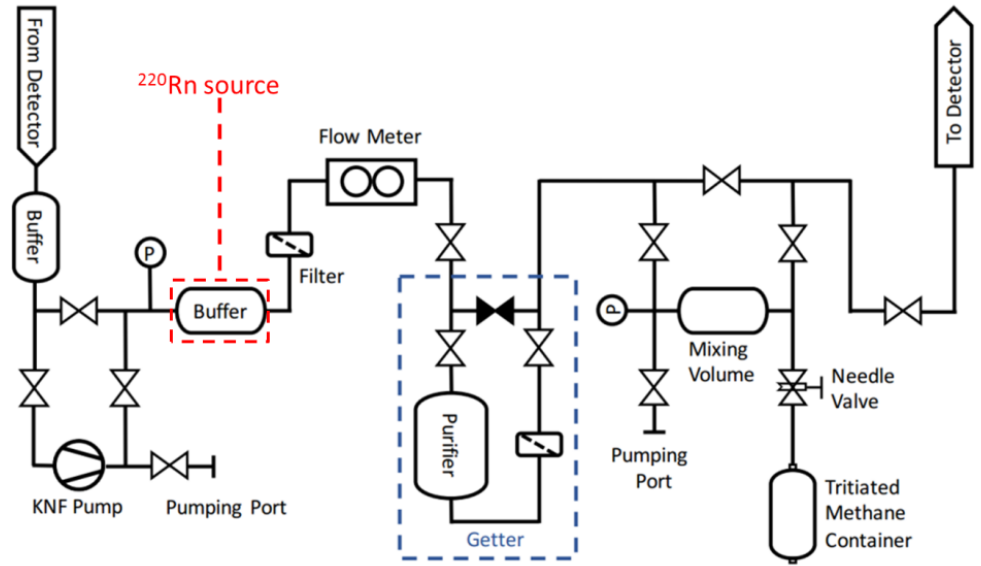 From Detector
To Detector
²²⁰Rn source
Flow Meter
Buffer
P
Filter
Buffer
P
Mixing
Volume
Needle
Valve
Purifier
Pumping
Port
KNF Pump
Pumping Port
Getter
Tritiated
Methane
Container